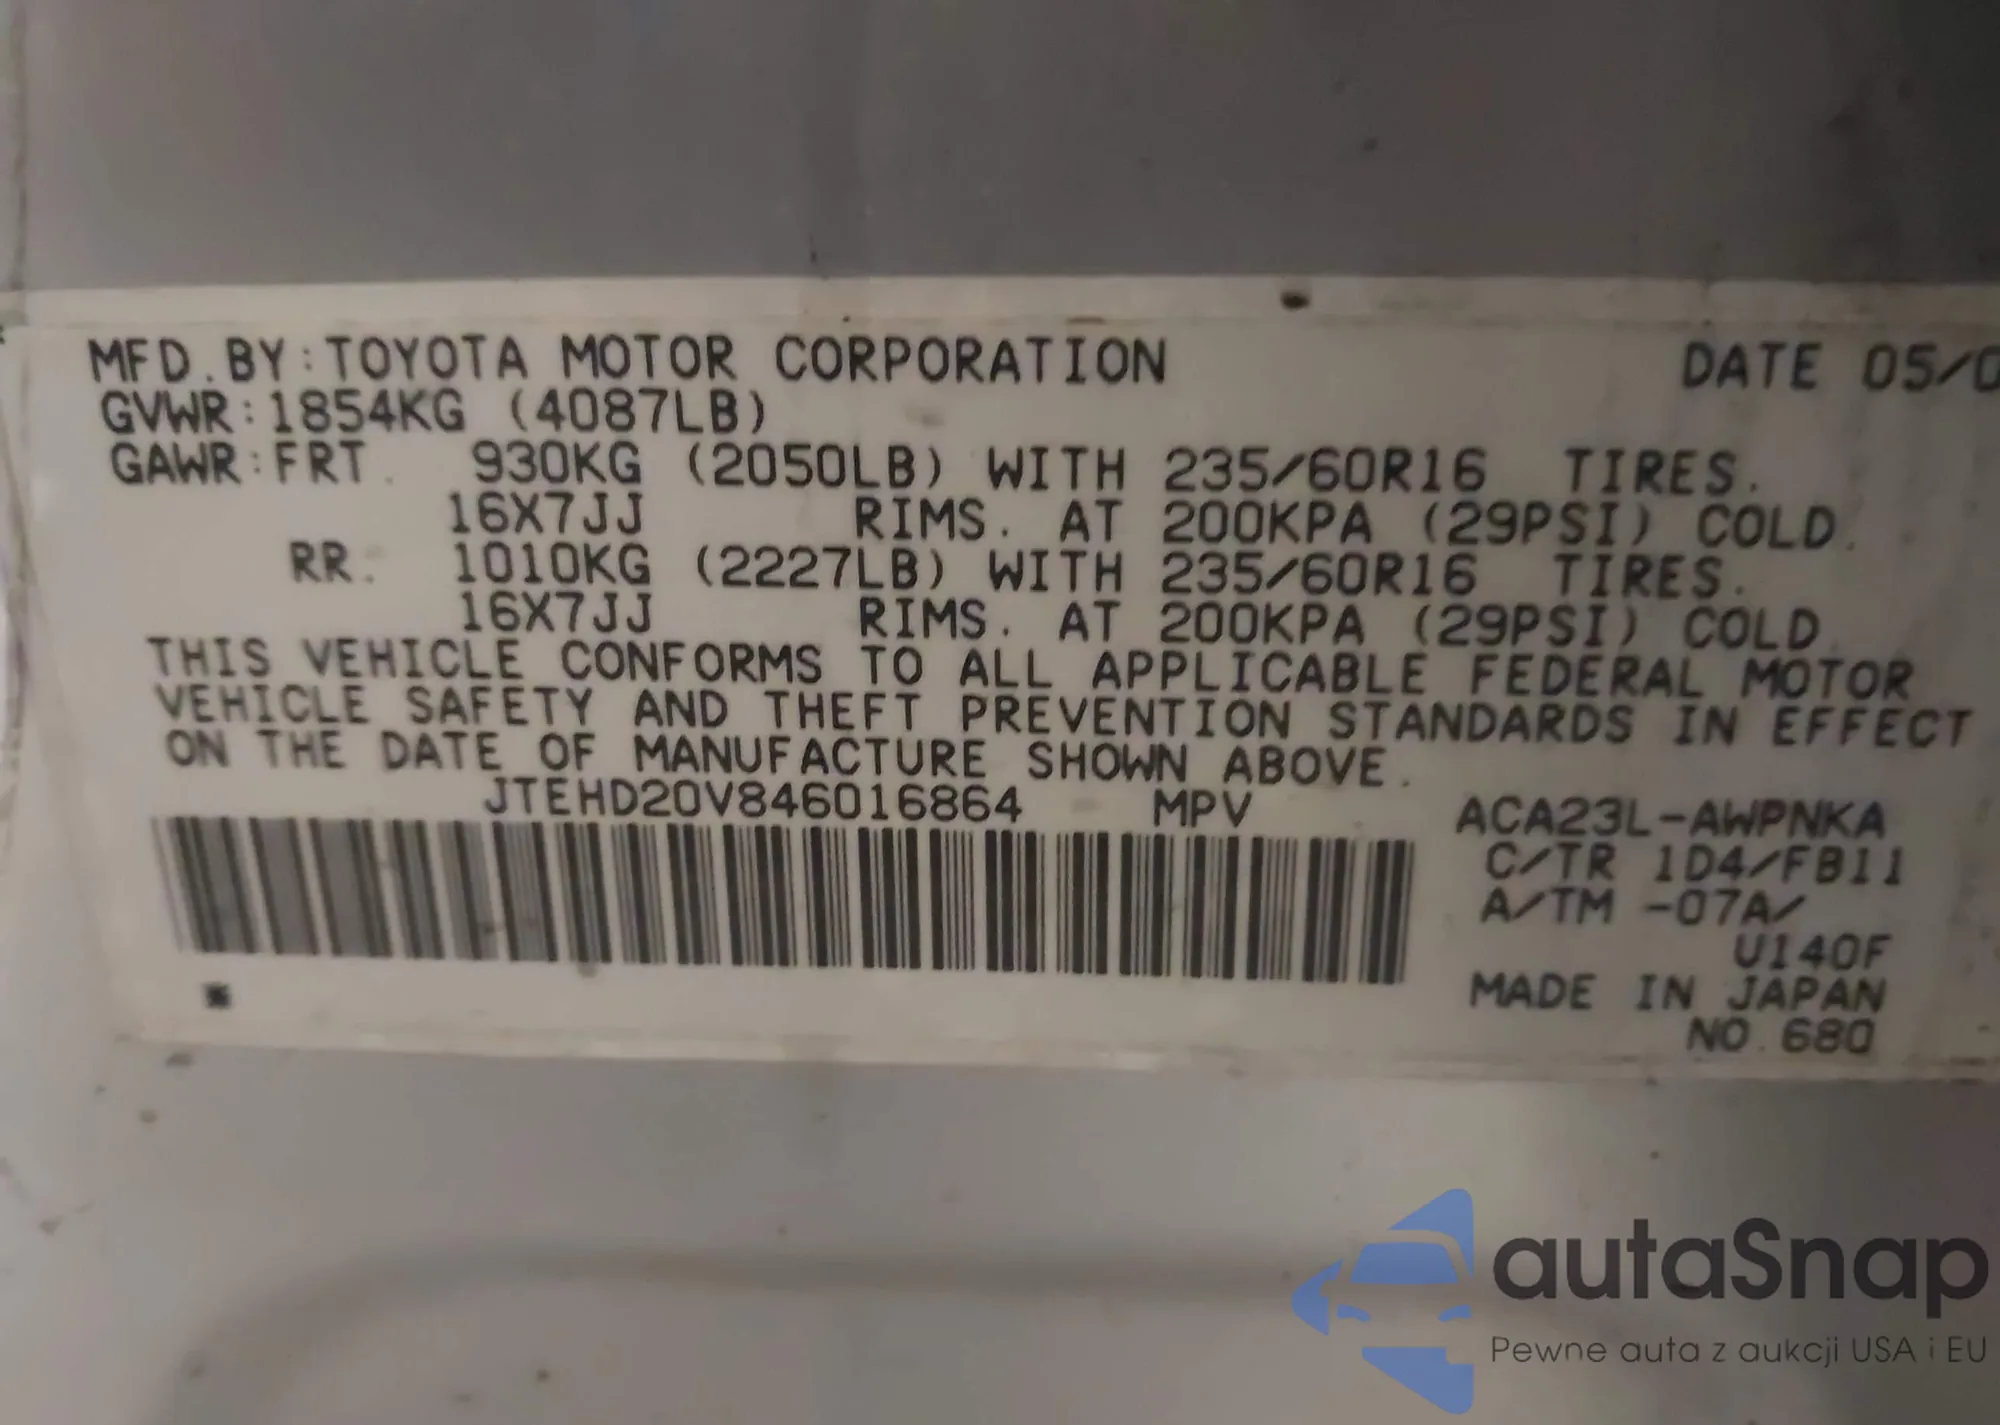 MFD.BY:TOYOTA MOTOR CORPORATION DATE 05/0
GVWR:1854KG (4087LB)
GAWR:FRT. 930KG (2050LB) WITH 235/60R16 TIRES.
16X7JJ RIMS. AT 200KPA (29PSI) COLD.
RR. 1010KG (2227LB) WITH 235/60R16 TIRES.
16X7JJ RIMS. AT 200KPA (29PSI) COLD.
THIS VEHICLE CONFORMS TO ALL APPLICABLE FEDERAL MOTOR
VEHICLE SAFETY AND THEFT PREVENTION STANDARDS IN EFFECT
ON THE DATE OF MANUFACTURE SHOWN ABOVE.
JTEHD20V846016864 MPV ACA23L-AWPNKA
C/TR 1D4/FB11
A/TM -07A/
U140F
MADE IN JAPAN
NO.680
autaSnap
Pewne auta z aukcji USA i EU